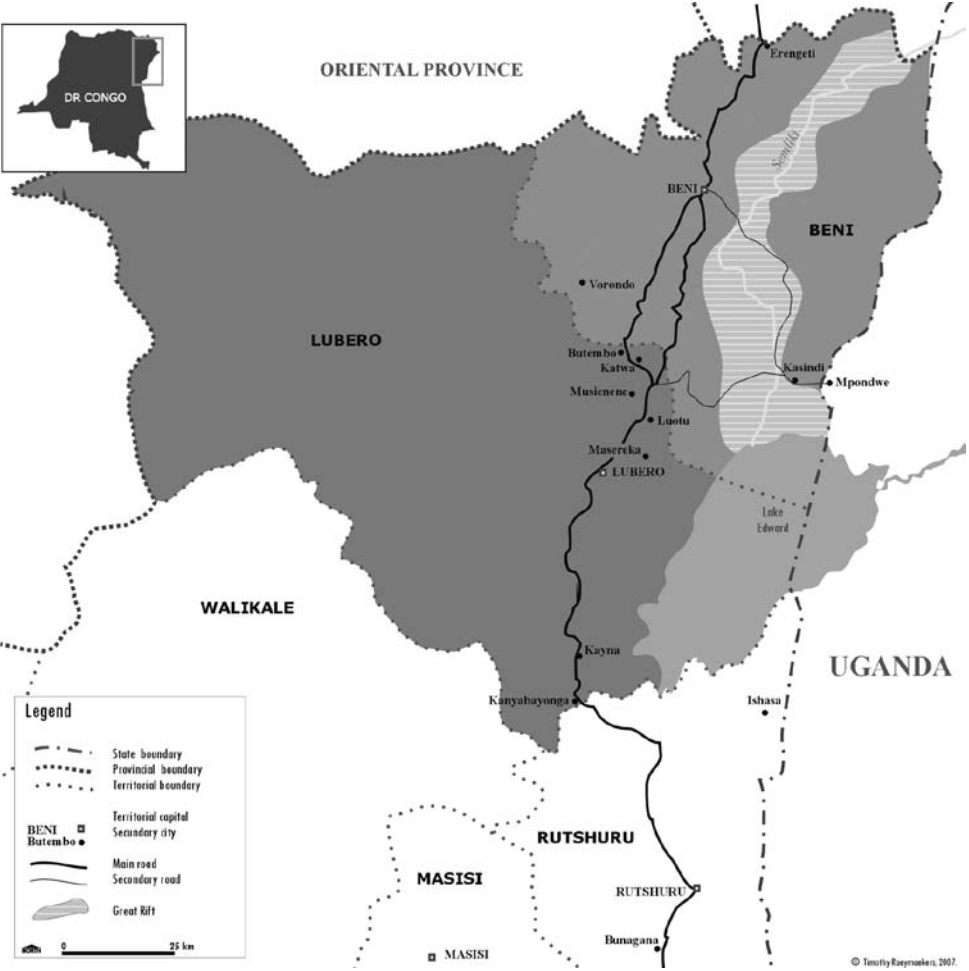 DR CONGO
ORIENTAL PROVINCE
Erengeti
Semliki
BENI
BENI
Vorondo
LUBERO
Butembo
Katwa
Kasindi
Mpondwe
Musienene
Luotu
Masereka
LUBERO
Lake
Edward
WALIKALE
Kayna
UGANDA
Kanyabayonga
Ishasa
RUTSHURU
MASISI
RUTSHURU
Bunagana
MASISI
Legend
State boundary
Provincial boundary
Territorial boundary
Territorial capital
BENI
Secundary city
Butembo
Main road
Secondary road
Great Rift
0 25 km
© Timothy Raeymaekers, 2007.